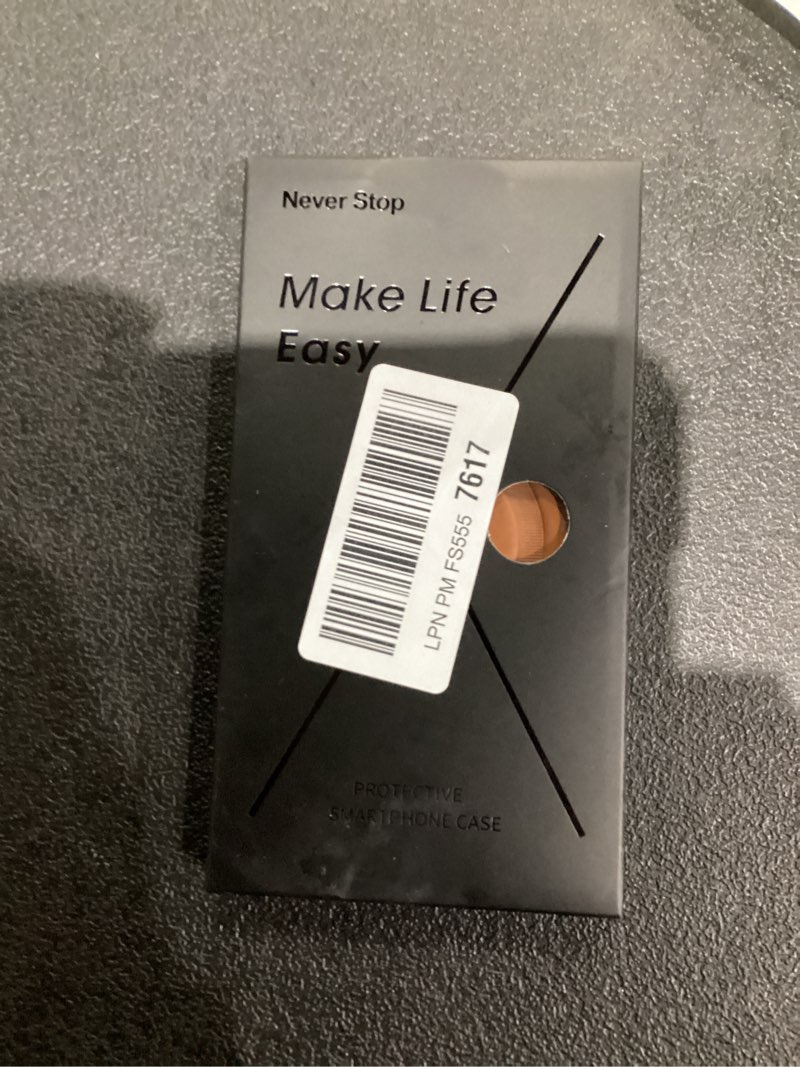 Never Stop
Make Life
Easy
LPN PM FS555 7617
PROTECTIVE
SMARTPHONE CASE